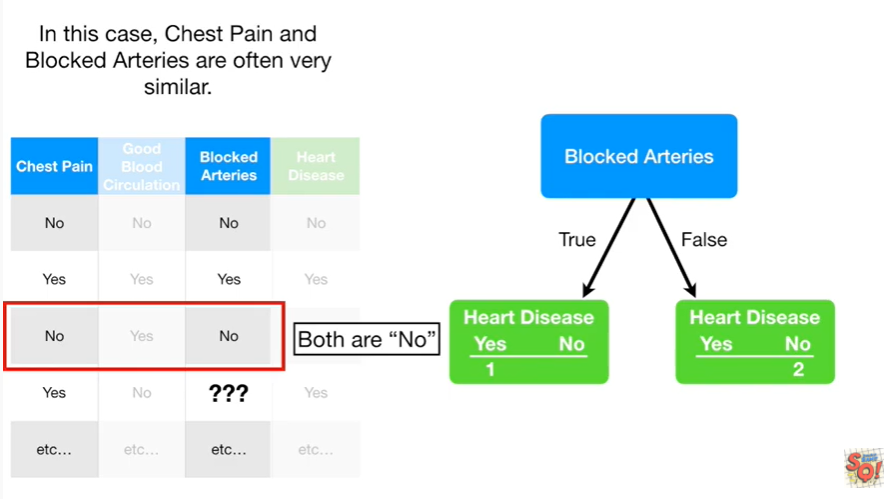 In this case, Chest Pain and
Blocked Arteries are often very
similar.
Chest Pain Good Blood Circulation Blocked Arteries Heart Disease
No No No No
Yes Yes Yes Yes
No Yes No
Both are “No”
Yes No ??? Yes
etc… etc… etc… etc…
Blocked Arteries
True False
Heart Disease
Yes No
1
Heart Disease
Yes No
2
SQ!